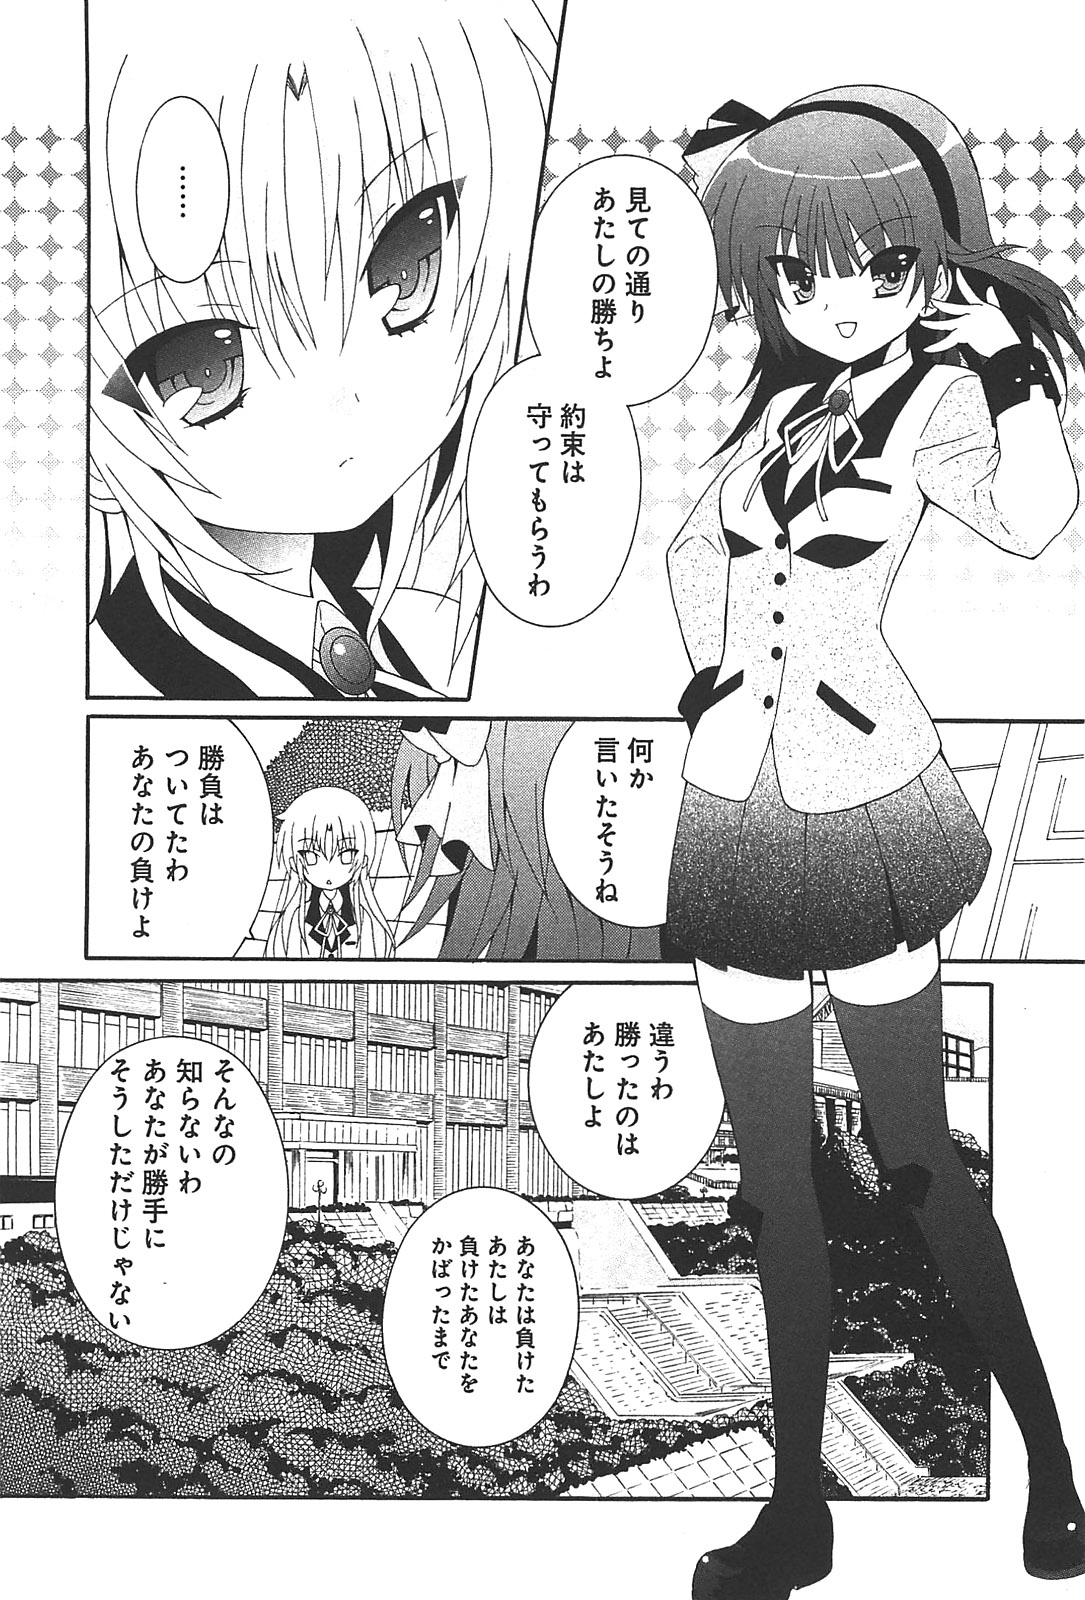 見ての通り
あたしの勝ちよ
約束は
守ってもらうわ
……
何か
言いたそうね
勝負は
ついてたわ
あなたの負けよ
違うわ
勝ったのは
あたしよ
あなたは負けた
あたしは
負けたあなたを
かばったまで
そんなの
知らないわ
あなたが勝手に
そうしただけじゃない